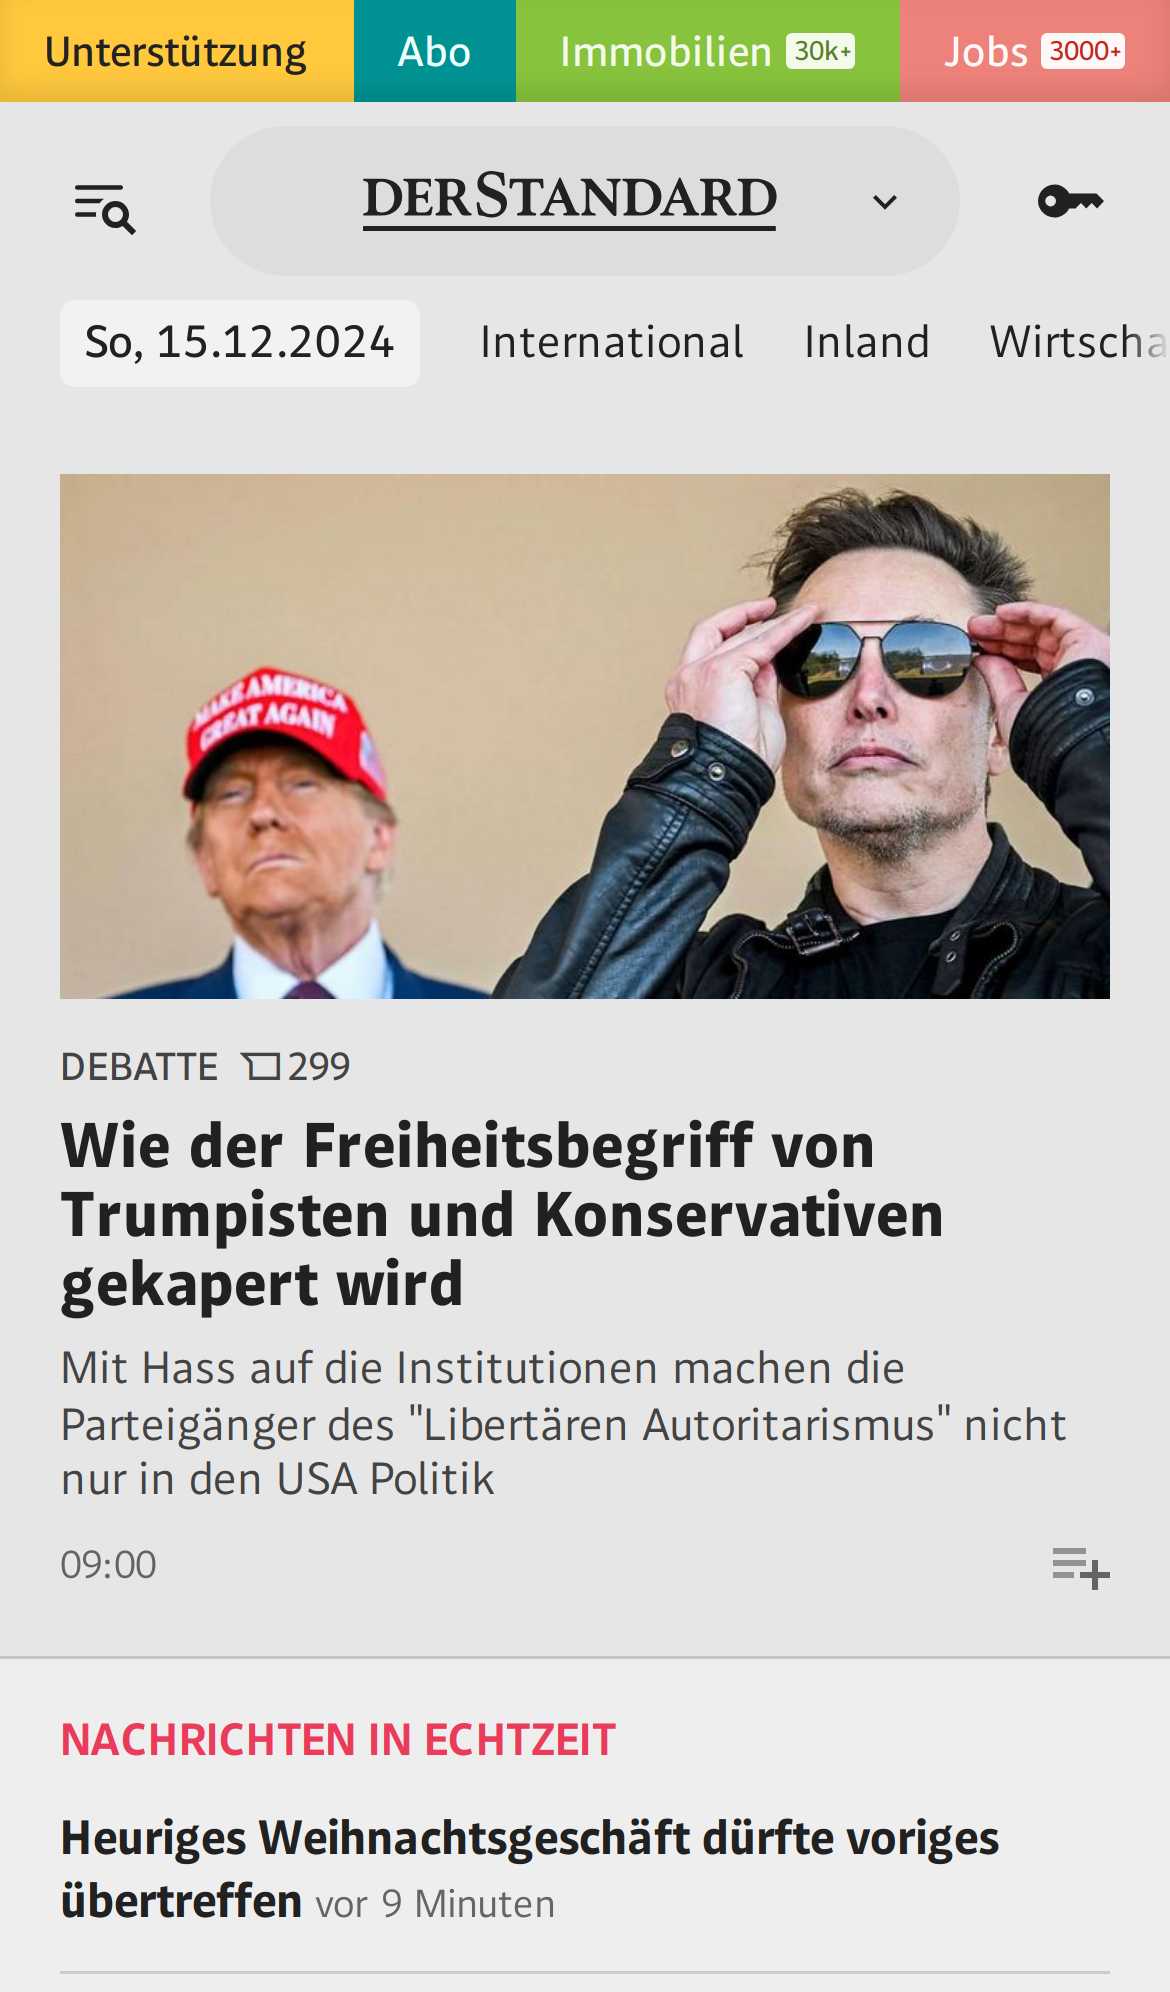 Unterstützung
Abo
Immobilien 30k+
Jobs 3000+
DERSTANDARD
So, 15.12.2024
International
Inland
Wirtscha
MAKE AMERICA
GREAT AGAIN
DEBATTE 299
Wie der Freiheitsbegriff von
Trumpisten und Konservativen
gekapert wird
Mit Hass auf die Institutionen machen die
Parteigänger des "Libertären Autoritarismus" nicht
nur in den USA Politik
09:00
NACHRICHTEN IN ECHTZEIT
Heuriges Weihnachtsgeschäft dürfte voriges
übertreffen vor 9 Minuten